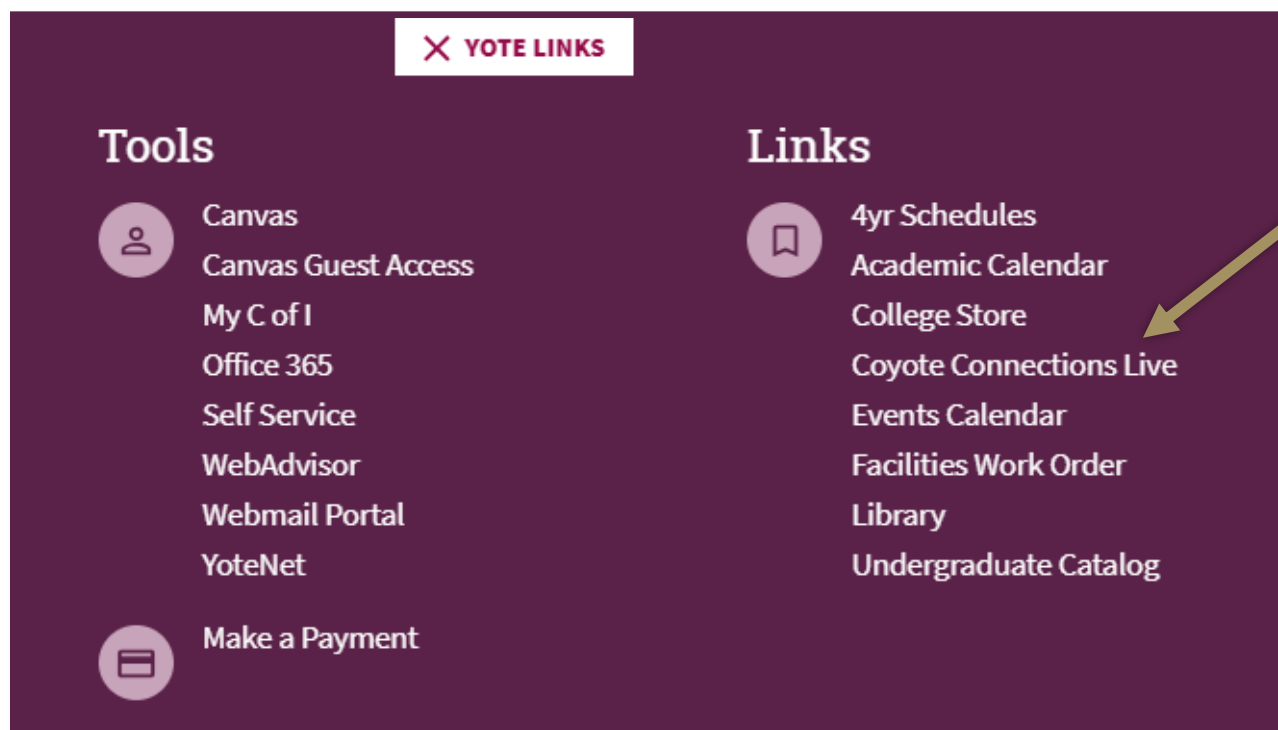 YOTE LINKS
Tools
Canvas
Canvas Guest Access
My C of I
Office 365
Self Service
WebAdvisor
Webmail Portal
YoteNet
Make a Payment
Links
4yr Schedules
Academic Calendar
College Store
Coyote Connections Live
Events Calendar
Facilities Work Order
Library
Undergraduate Catalog